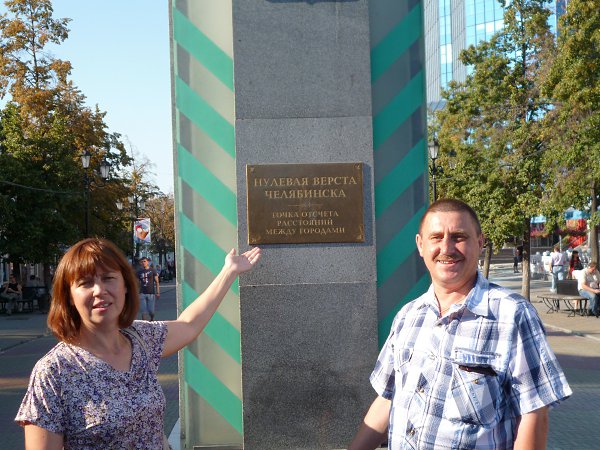 НУЛЕВАЯ ВЕРСТА
ЧЕЛЯБИНСКА
ТОЧКА ОТСЧЕТА
РАССТОЯНИЙ
МЕЖДУ ГОРОДАМИ